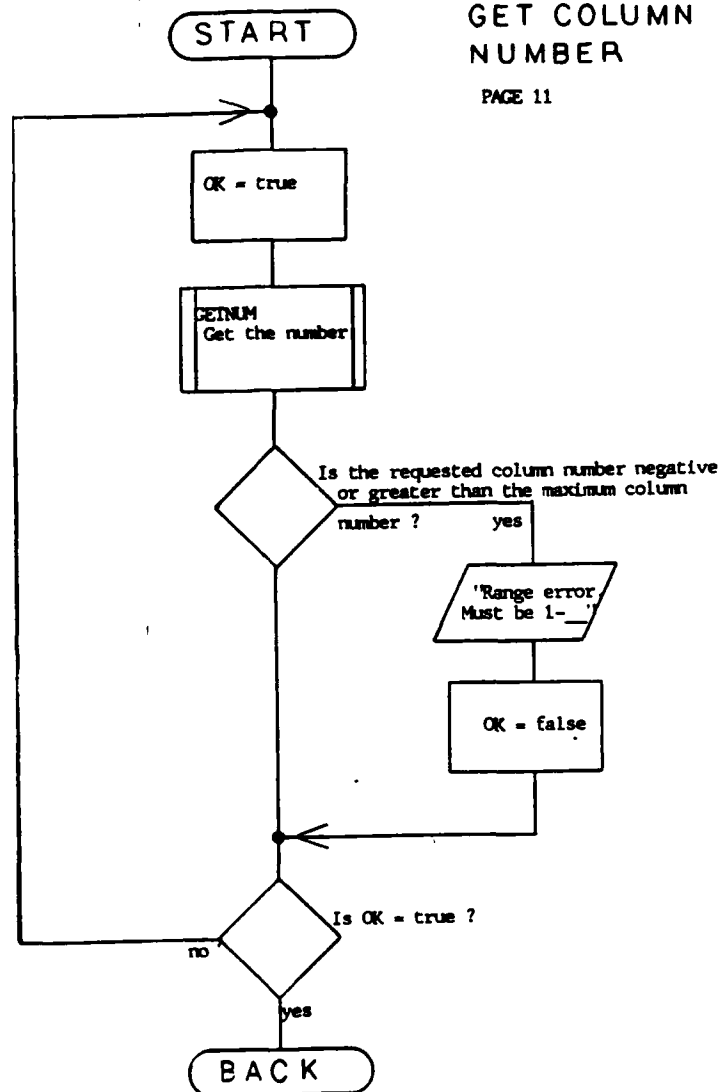 START
GET COLUMN
NUMBER
PAGE 11
OK = true
GETNUM
Get the number
Is the requested column number negative
or greater than the maximum column
number ?
yes
"Range error
Must be 1-__"
OK = false
Is OK = true ?
no
yes
BACK